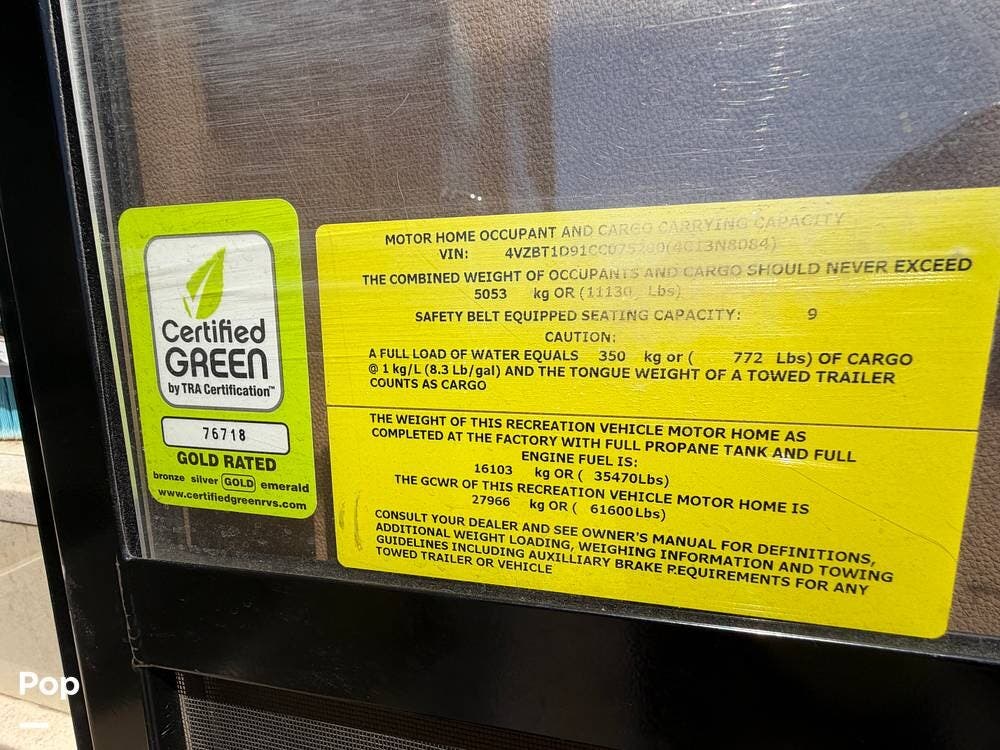 Certified
GREEN
by TRA Certification™
76718
GOLD RATED
bronze silver GOLD emerald
www.certifiedgreenrvs.com
MOTOR HOME OCCUPANT AND CARGO CARRYING CAPACITY
VIN:
THE COMBINED WEIGHT OF OCCUPANTS AND CARGO SHOULD NEVER EXCEED
5053 kg OR (11130 Lbs)
SAFETY BELT EQUIPPED SEATING CAPACITY: 9
CAUTION:
A FULL LOAD OF WATER EQUALS 350 kg or ( 772 Lbs) OF CARGO
@ 1 kg/L (8.3 Lb/gal) AND THE TONGUE WEIGHT OF A TOWED TRAILER
COUNTS AS CARGO
THE WEIGHT OF THIS RECREATION VEHICLE MOTOR HOME AS
COMPLETED AT THE FACTORY WITH FULL PROPANE TANK AND FULL
ENGINE FUEL IS:
16103 kg OR ( 35470Lbs)
THE GCWR OF THIS RECREATION VEHICLE MOTOR HOME IS
27966 kg OR ( 61600Lbs)
CONSULT YOUR DEALER AND SEE OWNER'S MANUAL FOR DEFINITIONS,
ADDITIONAL WEIGHT LOADING, WEIGHING INFORMATION AND TOWING
GUIDELINES INCLUDING AUXILLIARY BRAKE REQUIREMENTS FOR ANY
TOWED TRAILER OR VEHICLE
Pop